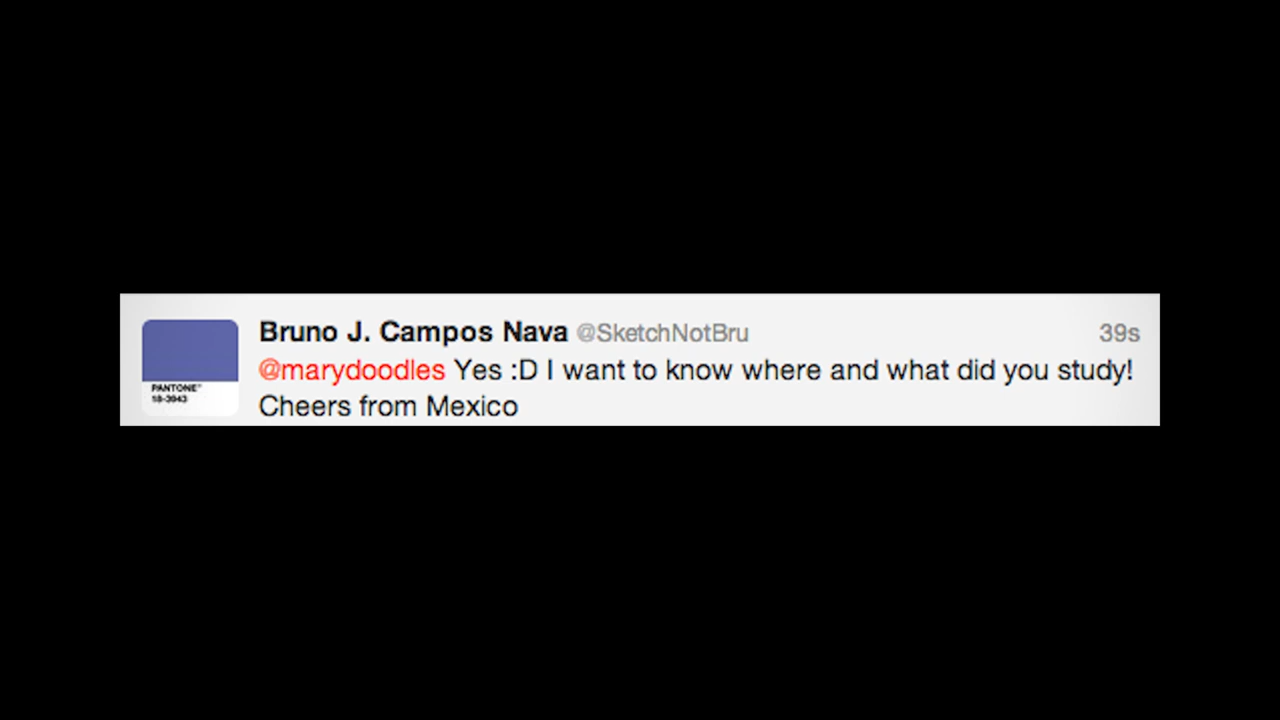 Bruno J. Campos Nava @SketchNotBru 39s
@marydoodles Yes :D I want to know where and what did you study!
Cheers from Mexico
PANTONE®
18-3943